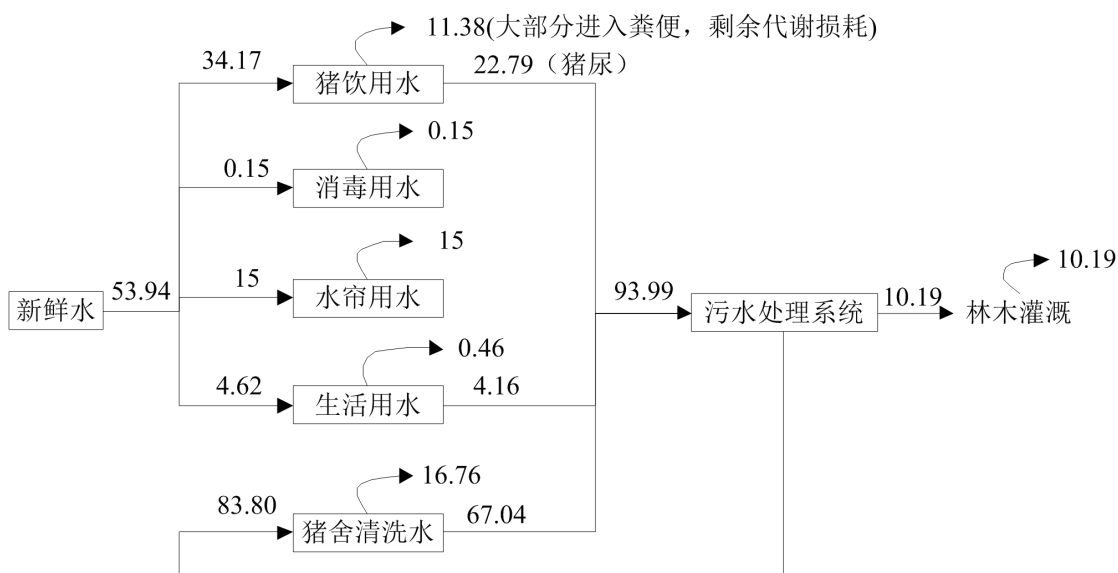 11.38(大部分进入粪便，剩余代谢损耗)
34.17
猪饮用水
22.79（猪尿）
0.15
0.15
消毒用水
15
新鲜水
53.94
15
水帘用水
93.99
污水处理系统
10.19
林木灌溉
10.19
0.46
4.62
生活用水
4.16
16.76
83.80
猪舍清洗水
67.04